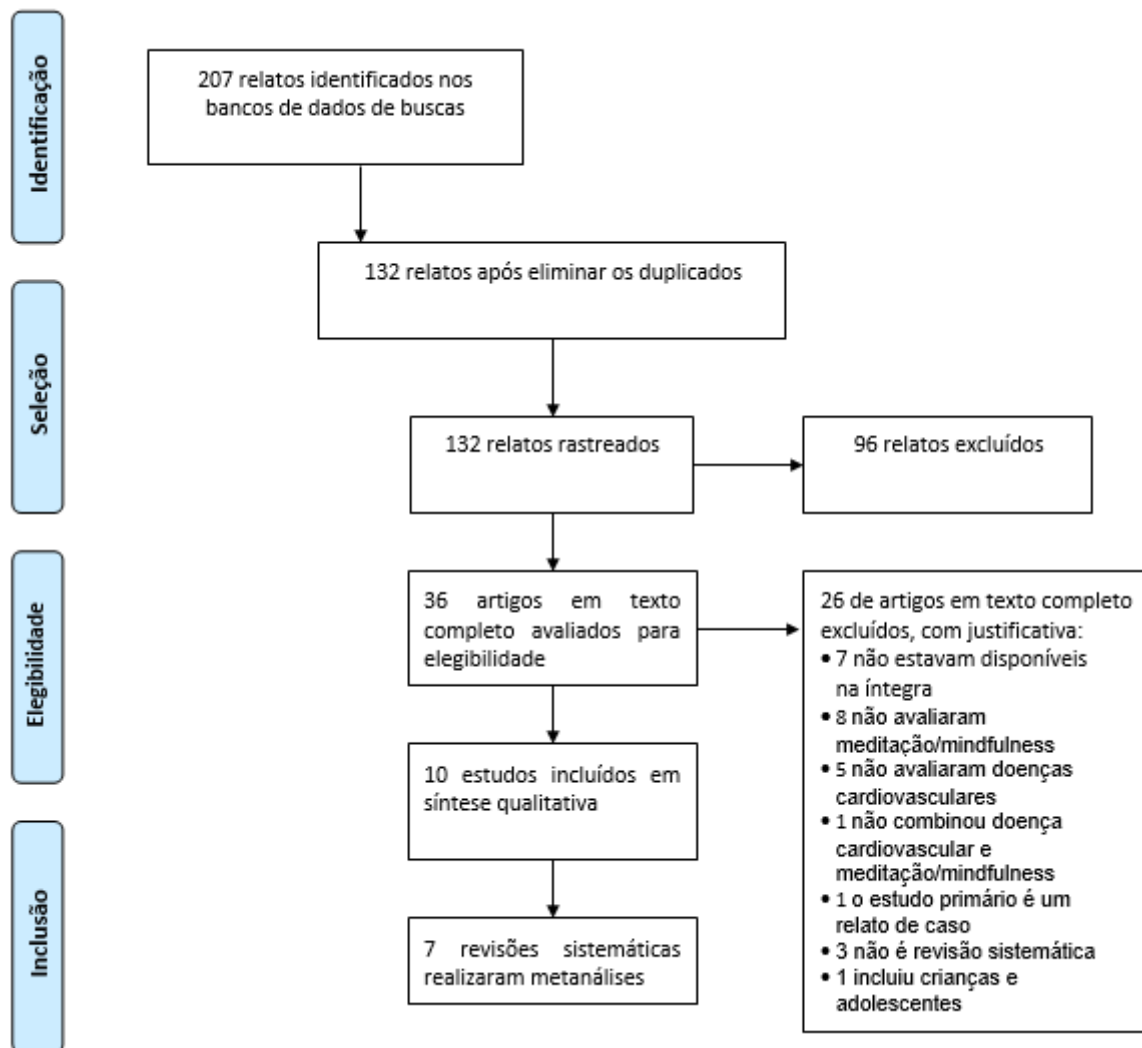 Identificação
207 relatos identificados nos
bancos de dados de buscas
132 relatos após eliminar os duplicados
Seleção
132 relatos rastreados
96 relatos excluídos
Elegibilidade
36 artigos em texto
completo avaliados para
elegibilidade
26 de artigos em texto completo
excluídos, com justificativa:
• 7 não estavam disponíveis
na íntegra
• 8 não avaliaram
meditação/mindfulness
• 5 não avaliaram doenças
cardiovasculares
• 1 não combinou doença
cardiovascular e
meditação/mindfulness
• 1 o estudo primário é um
relato de caso
• 3 não é revisão sistemática
• 1 incluiu crianças e
adolescentes
10 estudos incluídos em
síntese qualitativa
Inclusão
7 revisões sistemáticas
realizaram metanálises